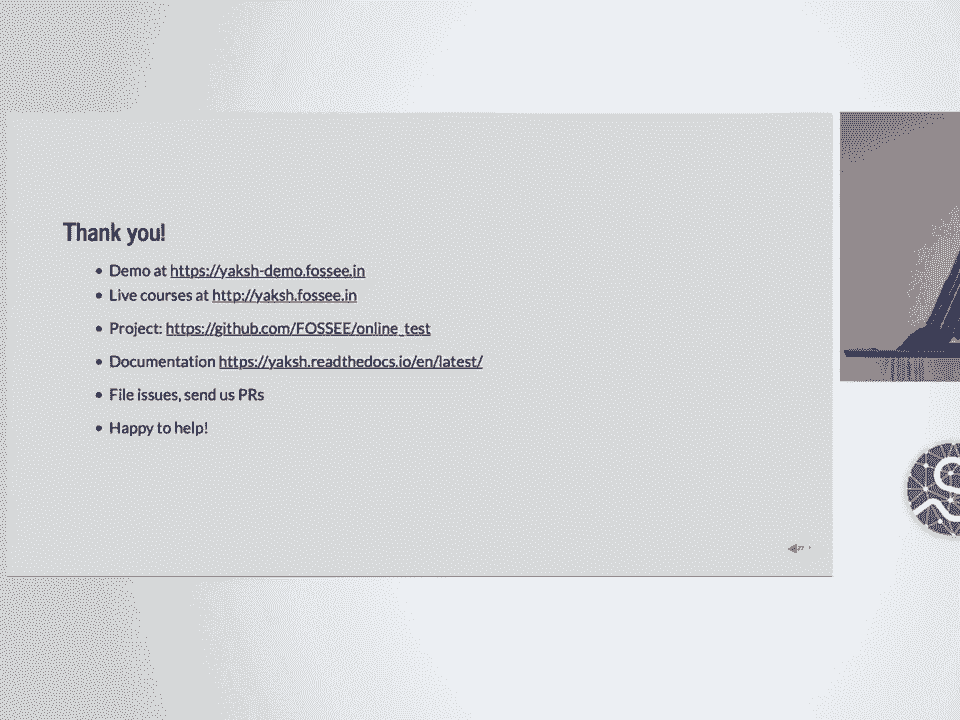 Thank you!
Demo at https://yaksh-demo.fossee.in
Live courses at http://yaksh.fossee.in
Project: https://github.com/FOSSEE/online_test
Documentation https://yaksh.readthedocs.io/en/latest/
File issues, send us PRs
Happy to help!